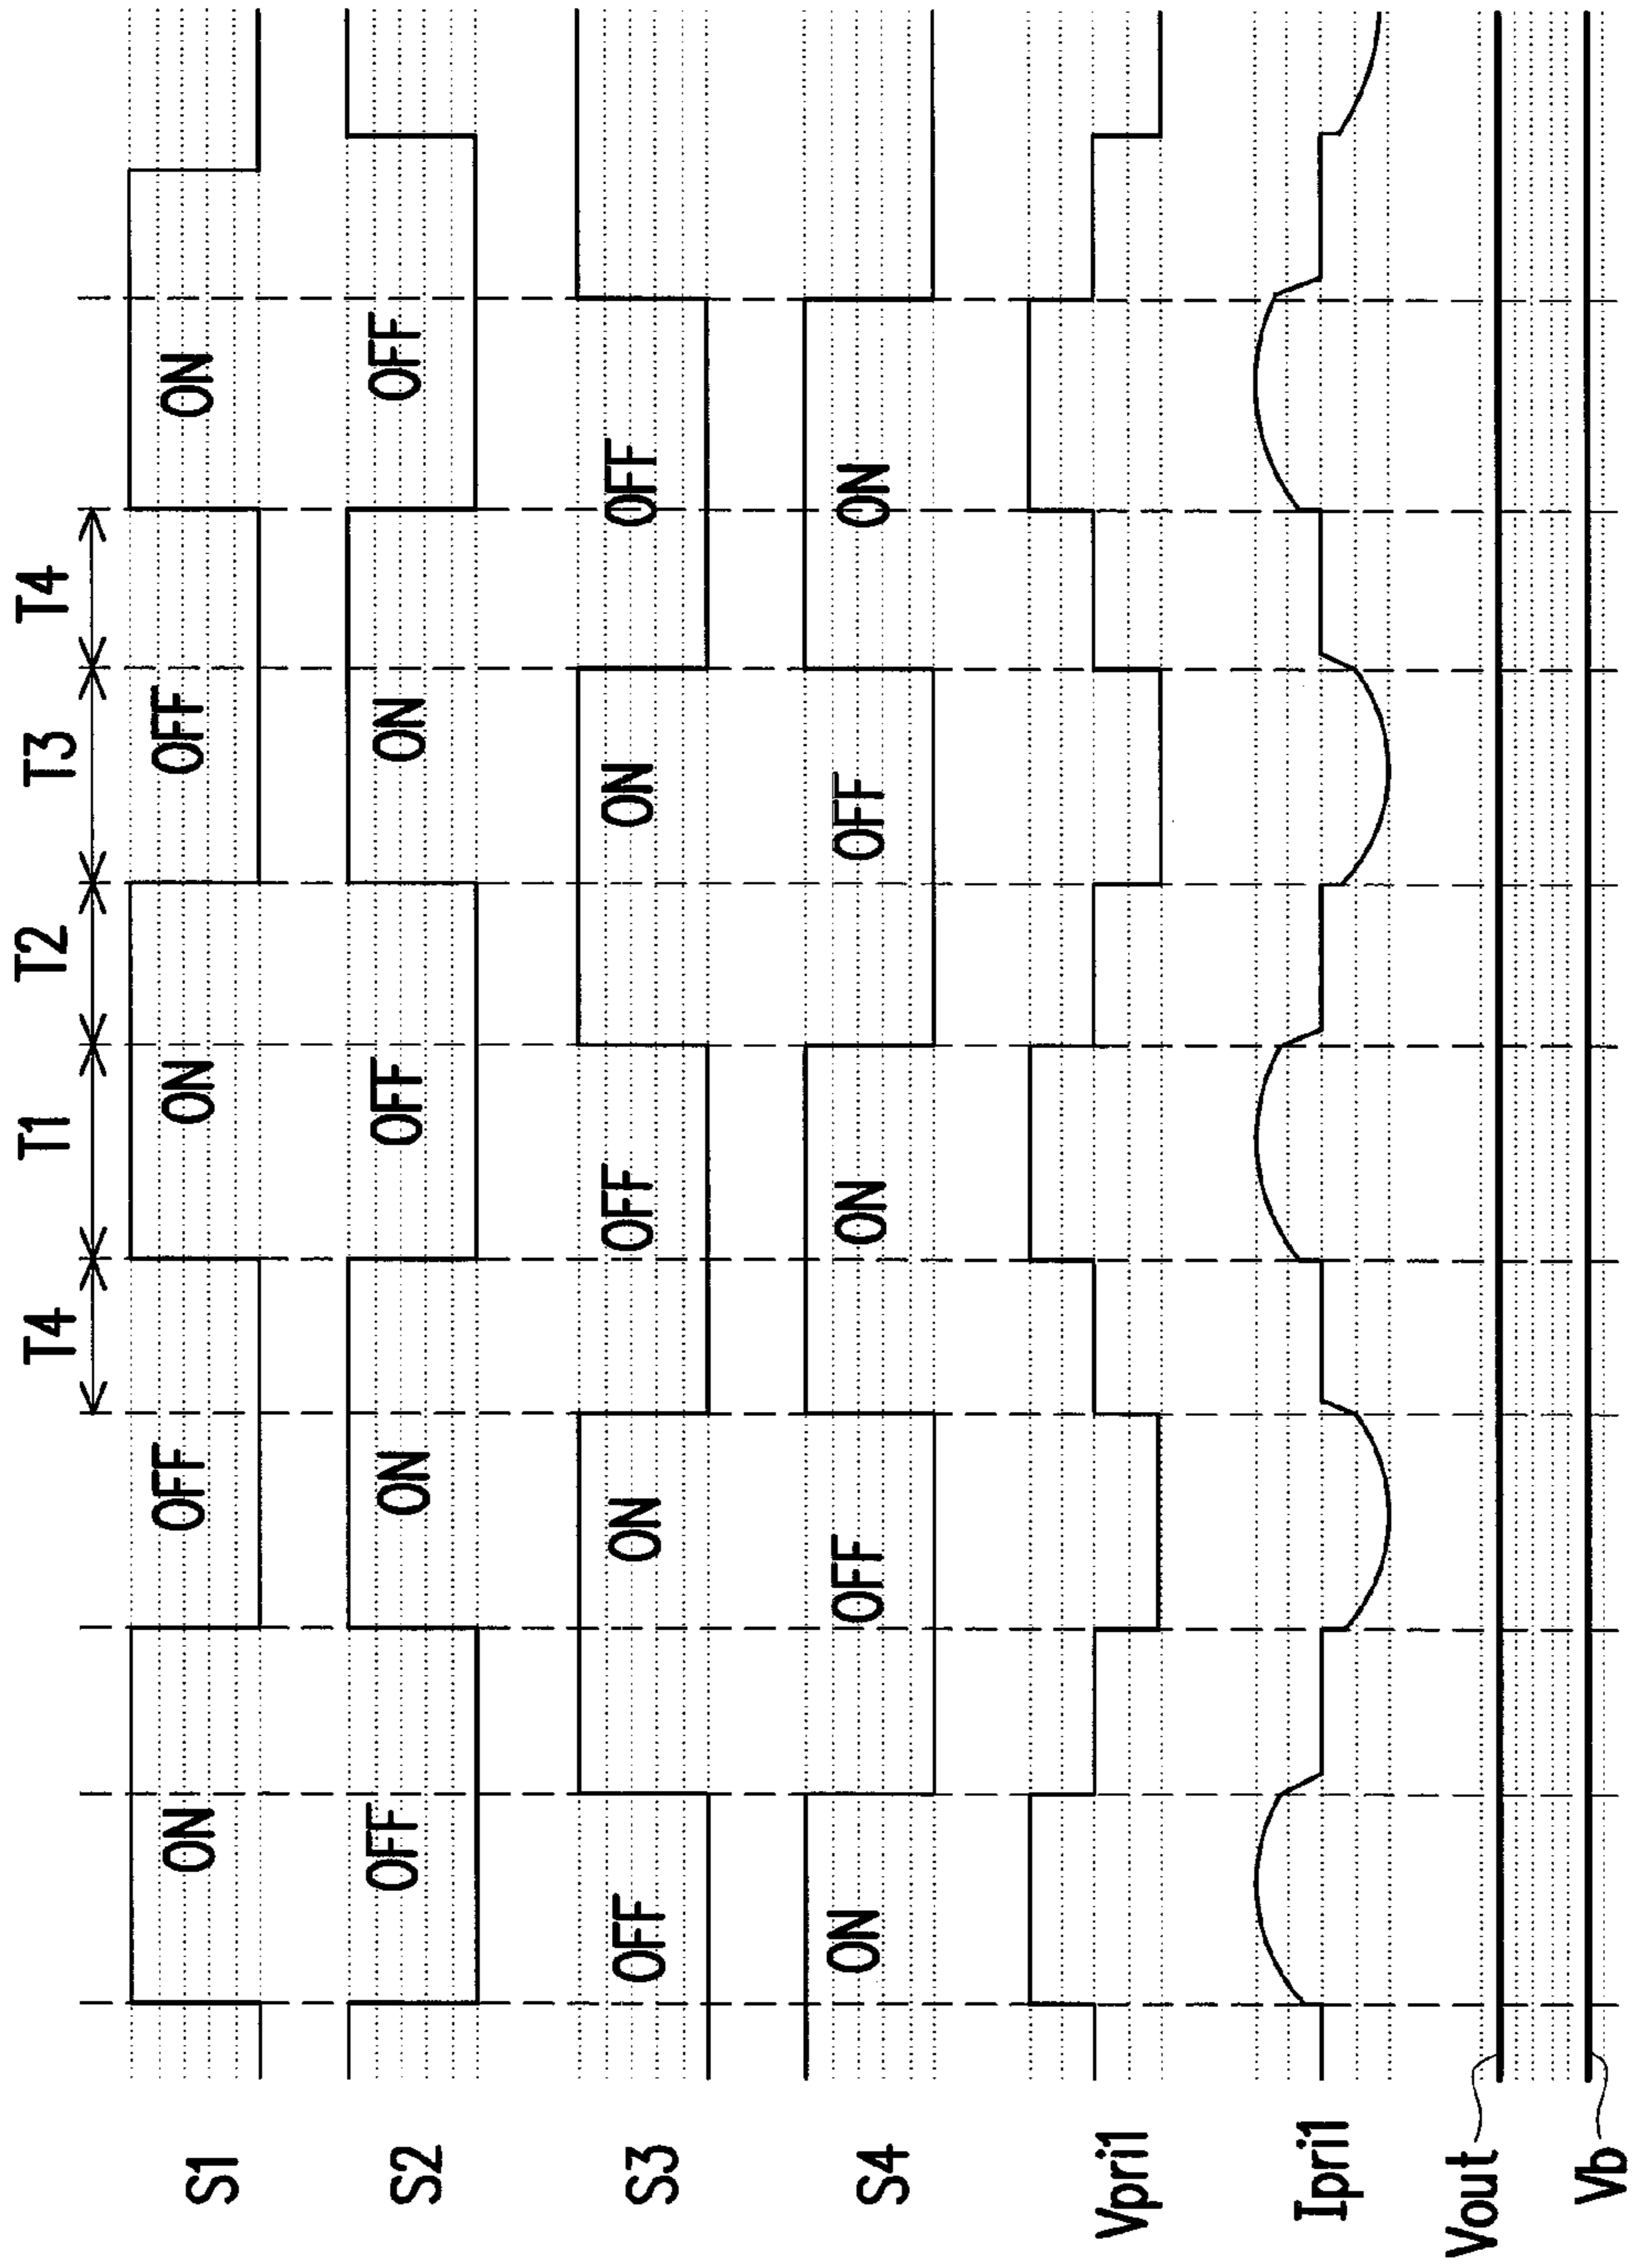 T4 T1 T2 T3 T4
S1 ON OFF ON OFF ON
S2 OFF ON OFF ON OFF
S3 OFF ON OFF ON OFF
S4 ON OFF ON OFF ON
Vpri1
Ipri1
Vout
Vb